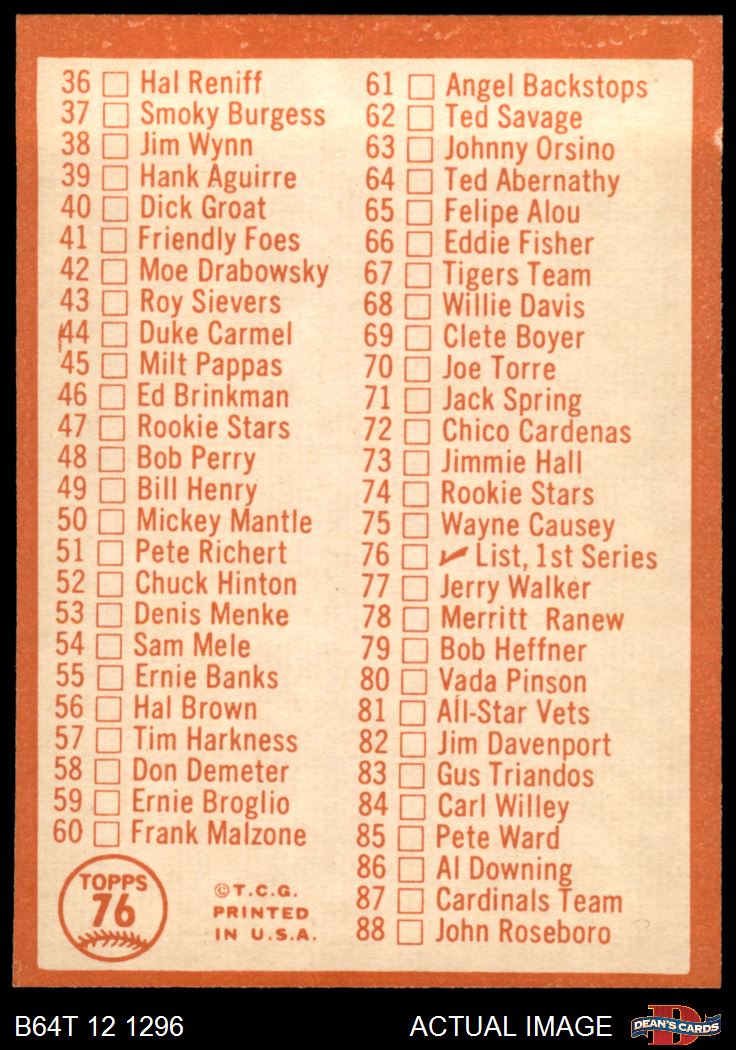 36 Hal Reniff
37 Smoky Burgess
38 Jim Wynn
39 Hank Aguirre
40 Dick Groat
41 Friendly Foes
42 Moe Drabowsky
43 Roy Sievers
44 Duke Carmel
45 Milt Pappas
46 Ed Brinkman
47 Rookie Stars
48 Bob Perry
49 Bill Henry
50 Mickey Mantle
51 Pete Richert
52 Chuck Hinton
53 Denis Menke
54 Sam Mele
55 Ernie Banks
56 Hal Brown
57 Tim Harkness
58 Don Demeter
59 Ernie Broglio
60 Frank Malzone
TOPPS
76
©T.C.G.
PRINTED
IN U.S.A.
61 Angel Backstops
62 Ted Savage
63 Johnny Orsino
64 Ted Abernathy
65 Felipe Alou
66 Eddie Fisher
67 Tigers Team
68 Willie Davis
69 Clete Boyer
70 Joe Torre
71 Jack Spring
72 Chico Cardenas
73 Jimmie Hall
74 Rookie Stars
75 Wayne Causey
76 List, 1st Series
77 Jerry Walker
78 Merritt Ranew
79 Bob Heffner
80 Vada Pinson
81 All-Star Vets
82 Jim Davenport
83 Gus Triandos
84 Carl Willey
85 Pete Ward
86 Al Downing
87 Cardinals Team
88 John Roseboro
B64T 12 1296
ACTUAL IMAGE
DEAN'S CARDS